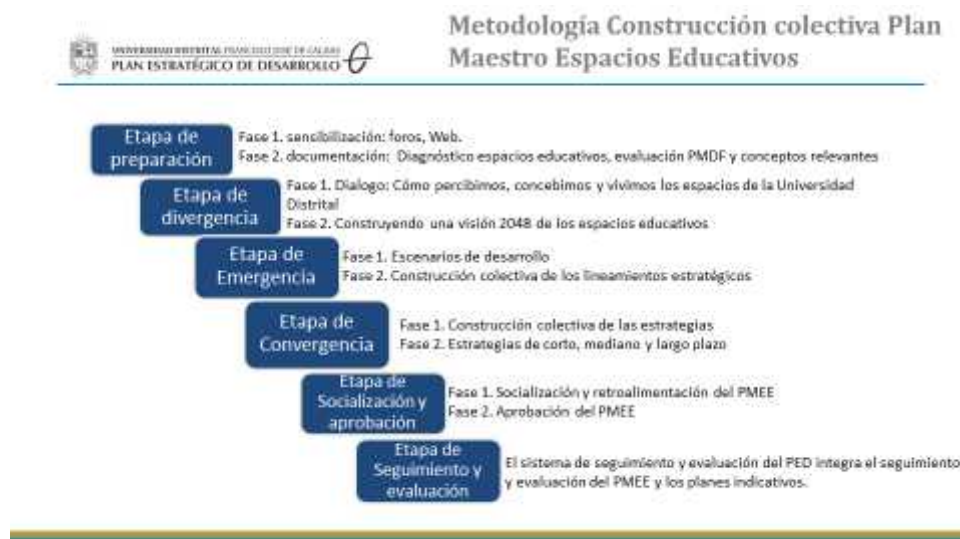 Metodología Construcción colectiva Plan
Maestro Espacios Educativos
UNIVERSIDAD DISTRITAL FRANCISCO JOSÉ DE CALDAS
PLAN ESTRATÉGICO DE DESARROLLO
Etapa de
preparación
Fase 1. sensibilización: foros, Web.
Fase 2. documentación: Diagnóstico espacios educativos, evaluación PMDF y conceptos relevantes
Etapa de
divergencia
Fase 1. Dialogo: Cómo percibimos, concebimos y vivimos los espacios de la Universidad
Distrital
Fase 2. Construyendo una visión 2048 de los espacios educativos
Etapa de
Emergencia
Fase 1. Escenarios de desarrollo
Fase 2. Construcción colectiva de los lineamientos estratégicos
Etapa de
Convergencia
Fase 1. Construcción colectiva de las estrategias
Fase 2. Estrategias de corto, mediano y largo plazo
Etapa de
Socialización y
aprobación
Fase 1. Socialización y retroalimentación del PMEE
Fase 2. Aprobación del PMEE
Etapa de
Seguimiento y
evaluación
El sistema de seguimiento y evaluación del PED integra el seguimiento
y evaluación del PMEE y los planes indicativos.